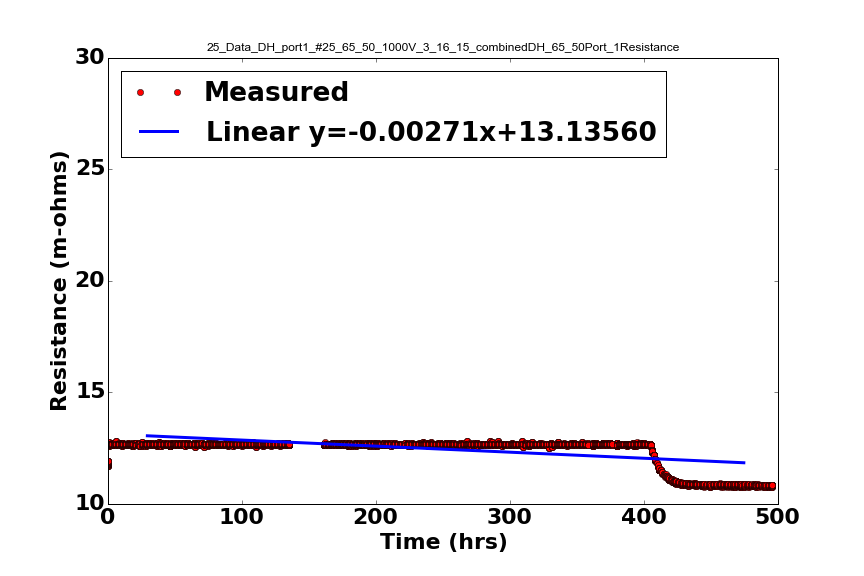 25_Data_DH_port1_#25_65_50_1000V_3_16_15_combinedDH_65_50Port_1Resistance
30
Measured
Linear y=-0.00271x+13.13560
25
20
15
10
Resistance (m-ohms)
0 100 200 300 400 500
Time (hrs)